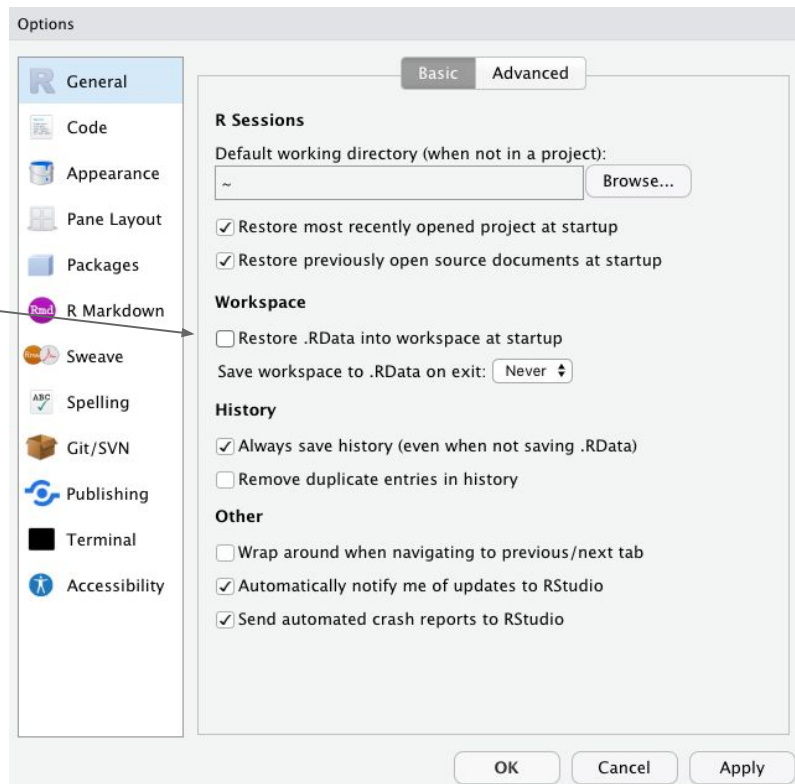 Options
General
Code
Appearance
Pane Layout
Packages
Rmd R Markdown
Sweave
ABC Spelling
Git/SVN
Publishing
Terminal
Accessibility
Basic Advanced
R Sessions
Default working directory (when not in a project):
~ Browse...
Restore most recently opened project at startup
Restore previously open source documents at startup
Workspace
Restore .RData into workspace at startup
Save workspace to .RData on exit: Never
History
Always save history (even when not saving .RData)
Remove duplicate entries in history
Other
Wrap around when navigating to previous/next tab
Automatically notify me of updates to RStudio
Send automated crash reports to RStudio
OK Cancel Apply